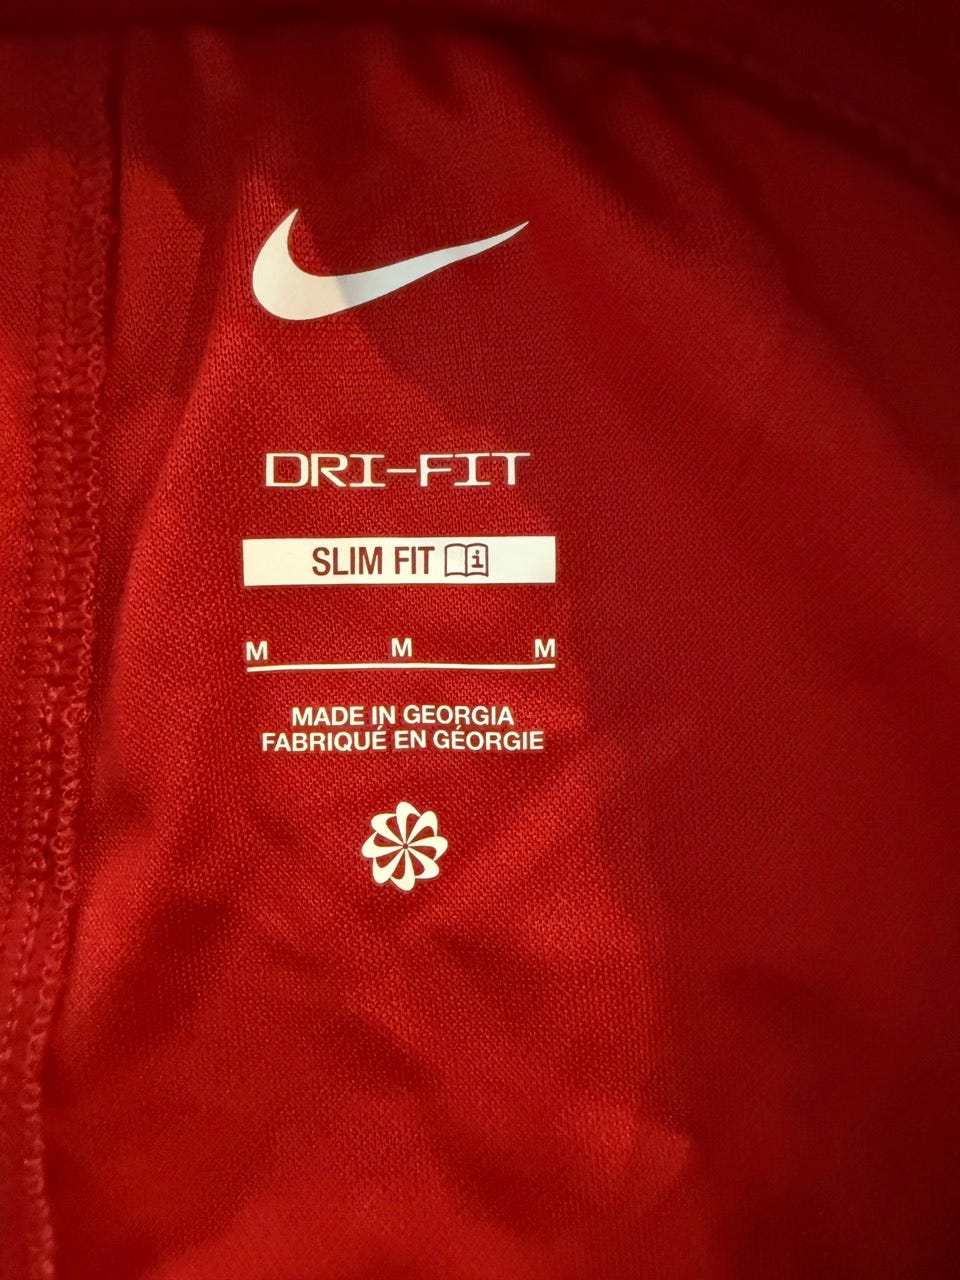 DRI-FIT
SLIM FIT
M M M
MADE IN GEORGIA
FABRIQUÉ EN GÉORGIE